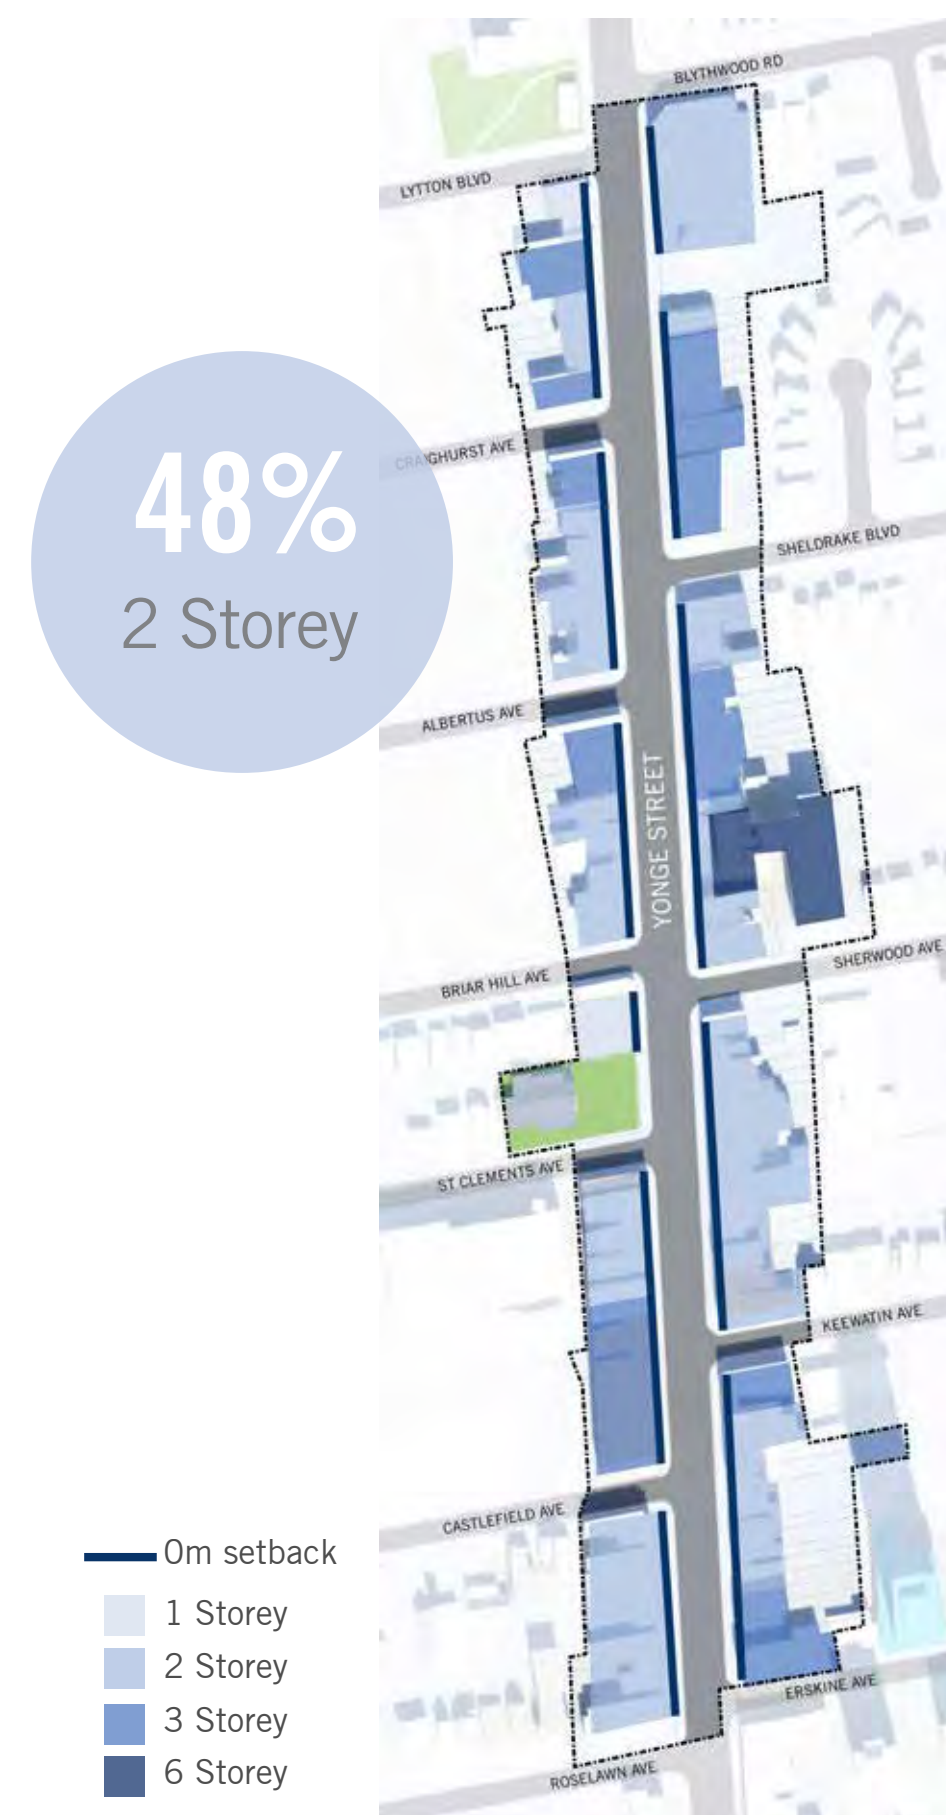 BLYTHWOOD RD
LYTTON BLVD
CRAIGHURST AVE
48%
2 Storey
SHELDRAKE BLVD
ALBERTUS AVE
YONGE STREET
SHERWOOD AVE
BRIAR HILL AVE
ST CLEMENTS AVE
KEEWATIN AVE
CASTLEFIELD AVE
0m setback
1 Storey
2 Storey
3 Storey
6 Storey
ERSKINE AVE
ROSELAWN AVE